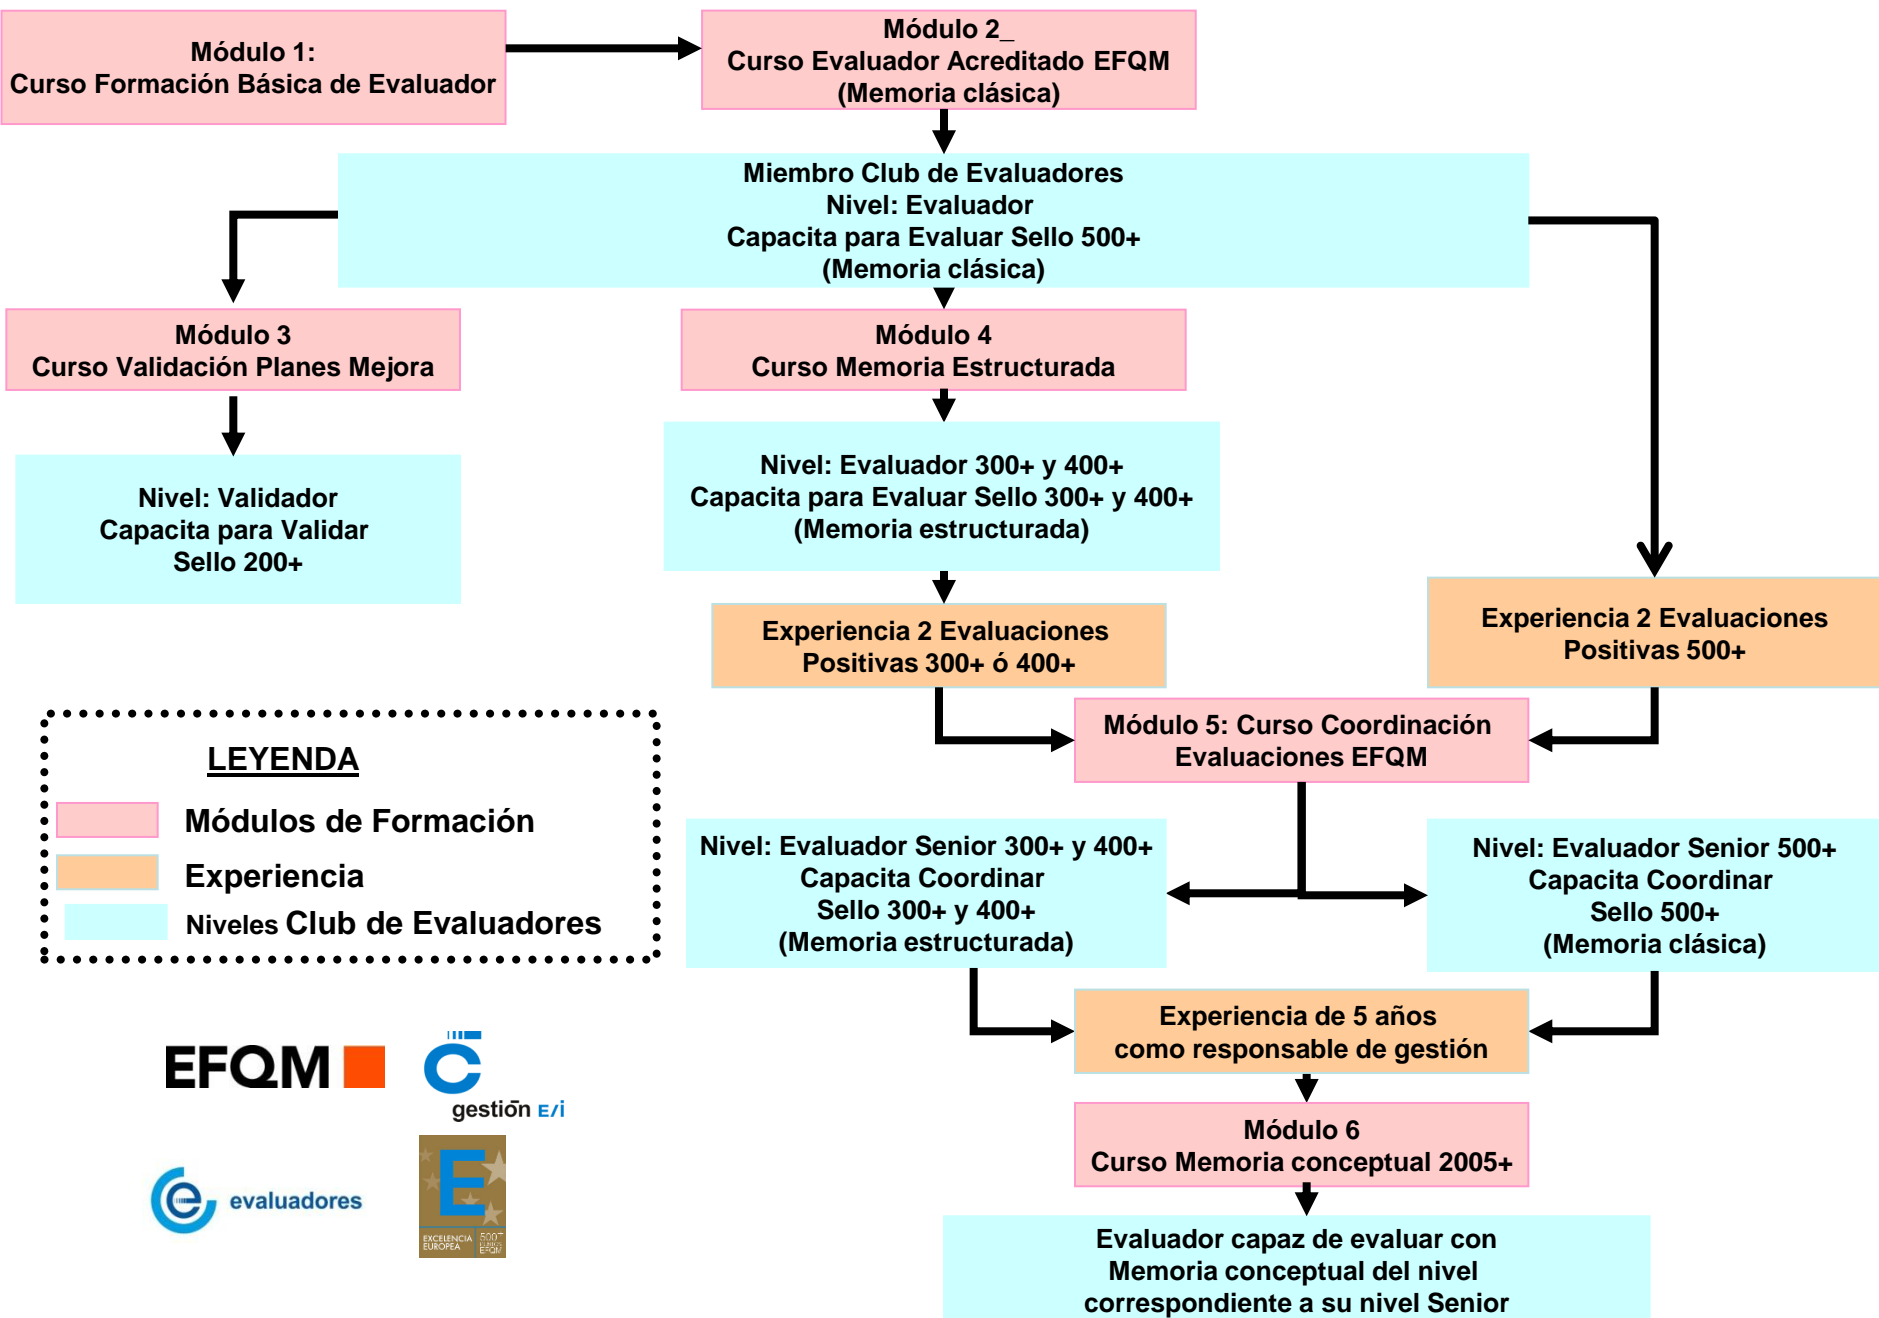 Módulo 1:
Curso Formación Básica de Evaluador
Módulo 2_
Curso Evaluador Acreditado EFQM
(Memoria clásica)
Miembro Club de Evaluadores
Nivel: Evaluador
Capacita para Evaluar Sello 500+
(Memoria clásica)
Módulo 3
Curso Validación Planes Mejora
Módulo 4
Curso Memoria Estructurada
Nivel: Validador
Capacita para Validar
Sello 200+
Nivel: Evaluador 300+ y 400+
Capacita para Evaluar Sello 300+ y 400+
(Memoria estructurada)
Experiencia 2 Evaluaciones
Positivas 300+ ó 400+
Experiencia 2 Evaluaciones
Positivas 500+
Módulo 5: Curso Coordinación
Evaluaciones EFQM
LEYENDA
Módulos de Formación
Experiencia
Niveles Club de Evaluadores
Nivel: Evaluador Senior 300+ y 400+
Capacita Coordinar
Sello 300+ y 400+
(Memoria estructurada)
Nivel: Evaluador Senior 500+
Capacita Coordinar
Sello 500+
(Memoria clásica)
Experiencia de 5 años
como responsable de gestión
Módulo 6
Curso Memoria conceptual 2005+
Evaluador capaz de evaluar con
Memoria conceptual del nivel
correspondiente a su nivel Senior
EFQM
gestión E/i
evaluadores
E
EXCELENCIA
EUROPEA
500+
EFQM